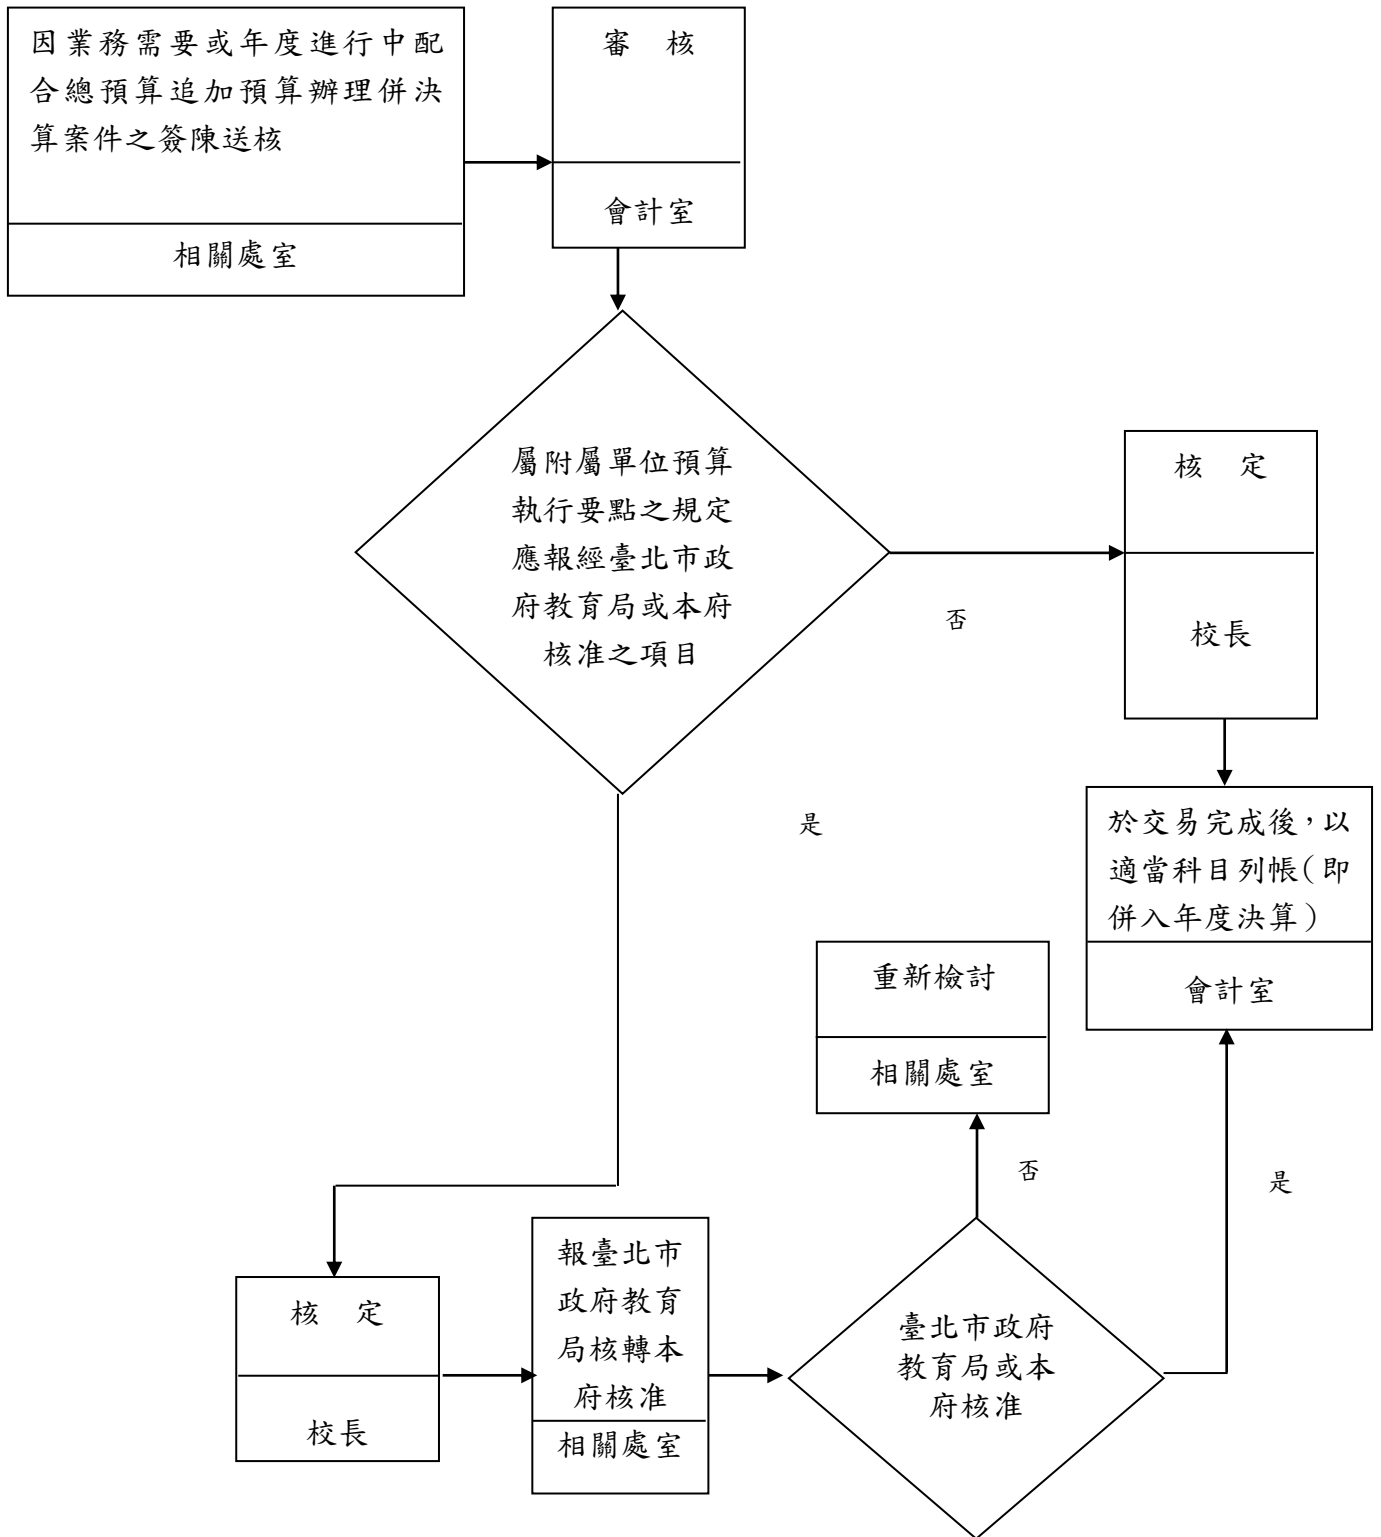 因業務需要或年度進行中配
合總預算追加預算辦理併決
算案件之簽陳送核
相關處室
審　核
會計室
屬附屬單位預算
執行要點之規定
應報經臺北市政
府教育局或本府
核准之項目
否
核　定
校長
是
於交易完成後，以
適當科目列帳（即
併入年度決算）
會計室
重新檢討
相關處室
否
是
核　定
校長
報臺北市
政府教育
局核轉本
府核准
相關處室
臺北市政府
教育局或本
府核准